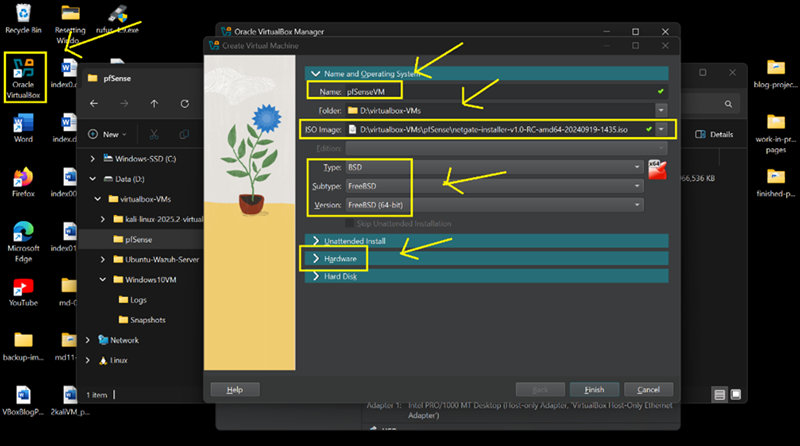 Recycle Bin
Resetting
Windo...
rufus-4.9.exe
Oracle
VirtualBox
index0...
Word
Firefox
index0...
Microsoft
Edge
index01...
YouTube
md-0...
backup-im...
md11-...
VBoxBlogP...
2kaliVM_p...
pfSense
New
Details
Windows-SSD (C:)
Data (D:)
virtualbox-VMs
kali-linux 2025.2-virtual
pfSense
Ubuntu-Wazuh-Server
Windows10VM
Logs
Snapshots
Network
Linux
1 item
Oracle VirtualBox Manager
Create Virtual Machine
Name and Operating System
Name: pfSenseVM
Folder: D:\virtualbox-VMs
ISO Image: D:\virtualbox-VMs\pfSense\netgate-installer-v1.0-RC-amd64-20240919-1435.iso
Edition:
Type: BSD
x64
Subtype: FreeBSD
Version: FreeBSD (64-bit)
Skip Unattended Installation
Unattended Install
Hardware
Hard Disk
Help
Back
Finish
Cancel
Adapter 1: Intel PRO/1000 MT Desktop (Host-only Adapter, 'VirtualBox Host-Only Ethernet
Adapter')
66,536 KB
blog-projec...
work-in-pr...
pages
finished-p...